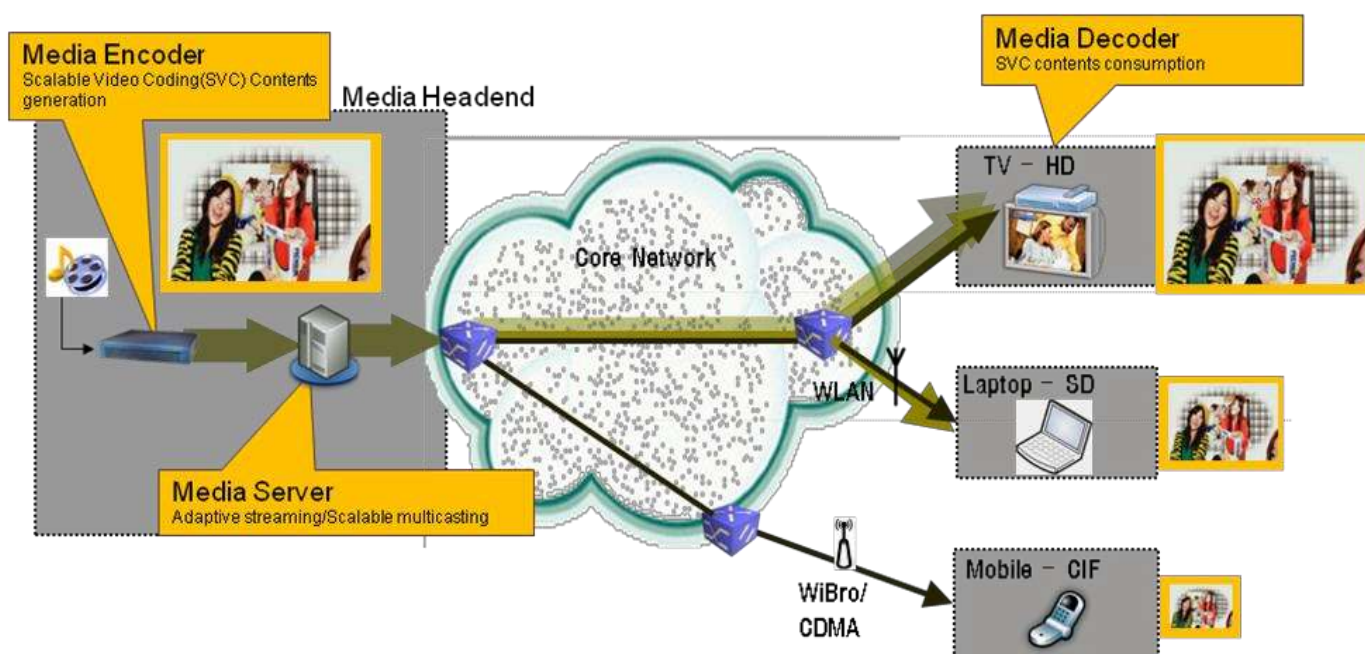 Media Encoder
Scalable Video Coding(SVC) Contents
generation
Media Headend
Media Decoder
SVC contents consumption
TV - HD
Core Network
WLAN
Laptop - SD
Media Server
Adaptive streaming/Scalable multicasting
WiBro/
CDMA
Mobile - CIF